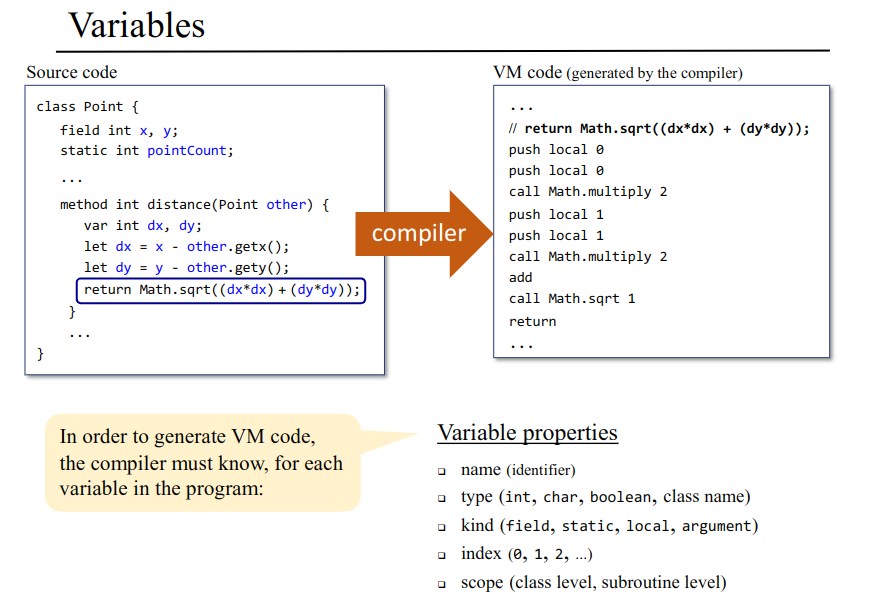 Variables
Source code
class Point {
field int x, y;
static int pointCount;
...
method int distance(Point other) {
var int dx, dy;
let dx = x - other.getx();
let dy = y - other.gety();
return Math.sqrt((dx*dx) + (dy*dy));
}
...
}
compiler
VM code (generated by the compiler)
...
// return Math.sqrt((dx*dx) + (dy*dy));
push local 0
push local 0
call Math.multiply 2
push local 1
push local 1
call Math.multiply 2
add
call Math.sqrt 1
return
...
In order to generate VM code,
the compiler must know, for each
variable in the program:
Variable properties
❑ name (identifier)
❑ type (int, char, boolean, class name)
❑ kind (field, static, local, argument)
❑ index (0, 1, 2, ...)
❑ scope (class level, subroutine level)